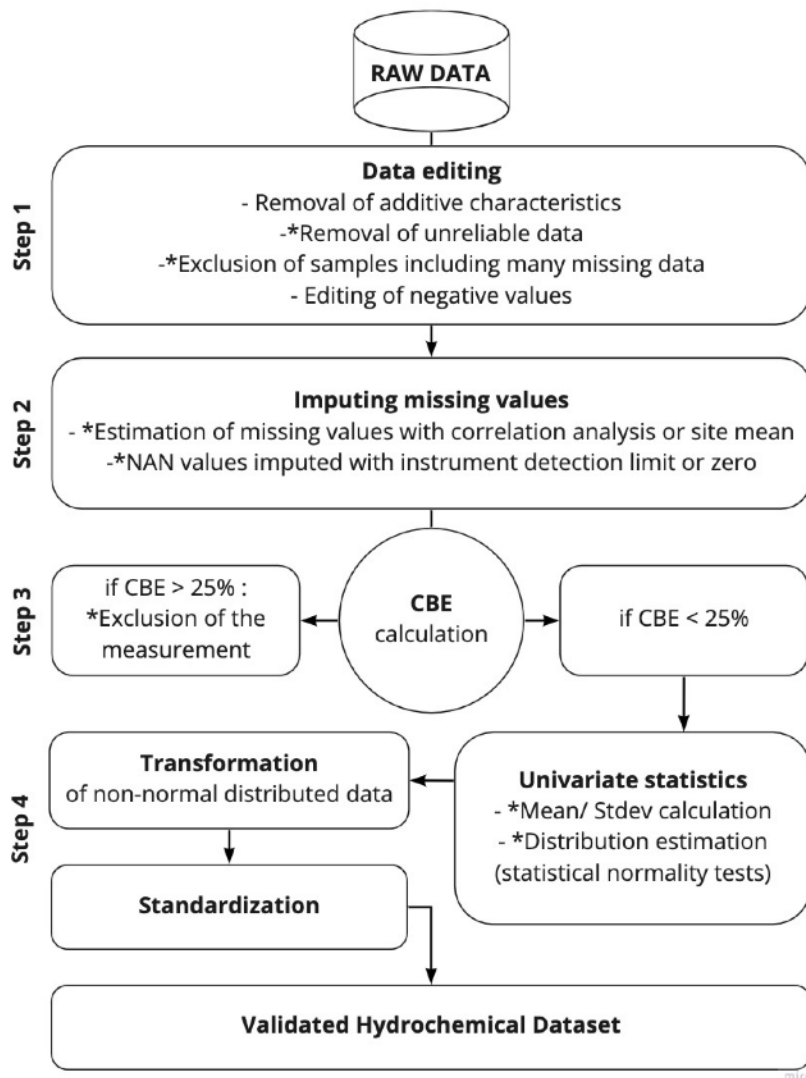 RAW DATA
Step 1
Data editing
- Removal of additive characteristics
-*Removal of unreliable data
-*Exclusion of samples including many missing data
- Editing of negative values
Step 2
Imputing missing values
- *Estimation of missing values with correlation analysis or site mean
-*NAN values imputed with instrument detection limit or zero
Step 3
if CBE > 25% :
*Exclusion of the
measurement
CBE
calculation
if CBE < 25%
Step 4
Transformation
of non-normal distributed data
Univariate statistics
- *Mean/ Stdev calculation
- *Distribution estimation
(statistical normality tests)
Standardization
Validated Hydrochemical Dataset